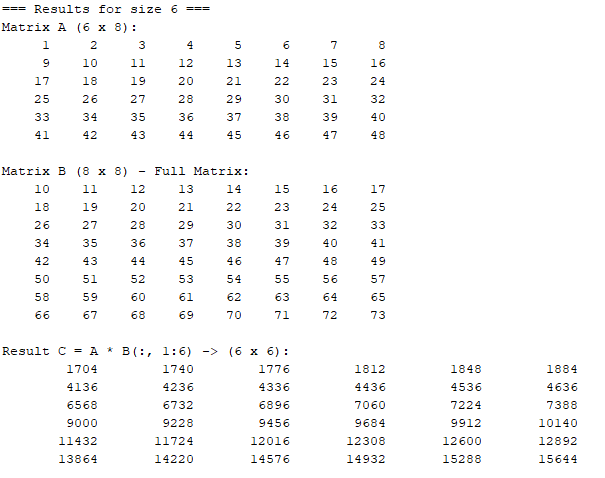 === Results for size 6 ===
Matrix A (6 x 8):
1 2 3 4 5 6 7 8
9 10 11 12 13 14 15 16
17 18 19 20 21 22 23 24
25 26 27 28 29 30 31 32
33 34 35 36 37 38 39 40
41 42 43 44 45 46 47 48
Matrix B (8 x 8) - Full Matrix:
10 11 12 13 14 15 16 17
18 19 20 21 22 23 24 25
26 27 28 29 30 31 32 33
34 35 36 37 38 39 40 41
42 43 44 45 46 47 48 49
50 51 52 53 54 55 56 57
58 59 60 61 62 63 64 65
66 67 68 69 70 71 72 73
Result C = A * B(:, 1:6) -> (6 x 6):
1704 1740 1776 1812 1848 1884
4136 4236 4336 4436 4536 4636
6568 6732 6896 7060 7224 7388
9000 9228 9456 9684 9912 10140
11432 11724 12016 12308 12600 12892
13864 14220 14576 14932 15288 15644